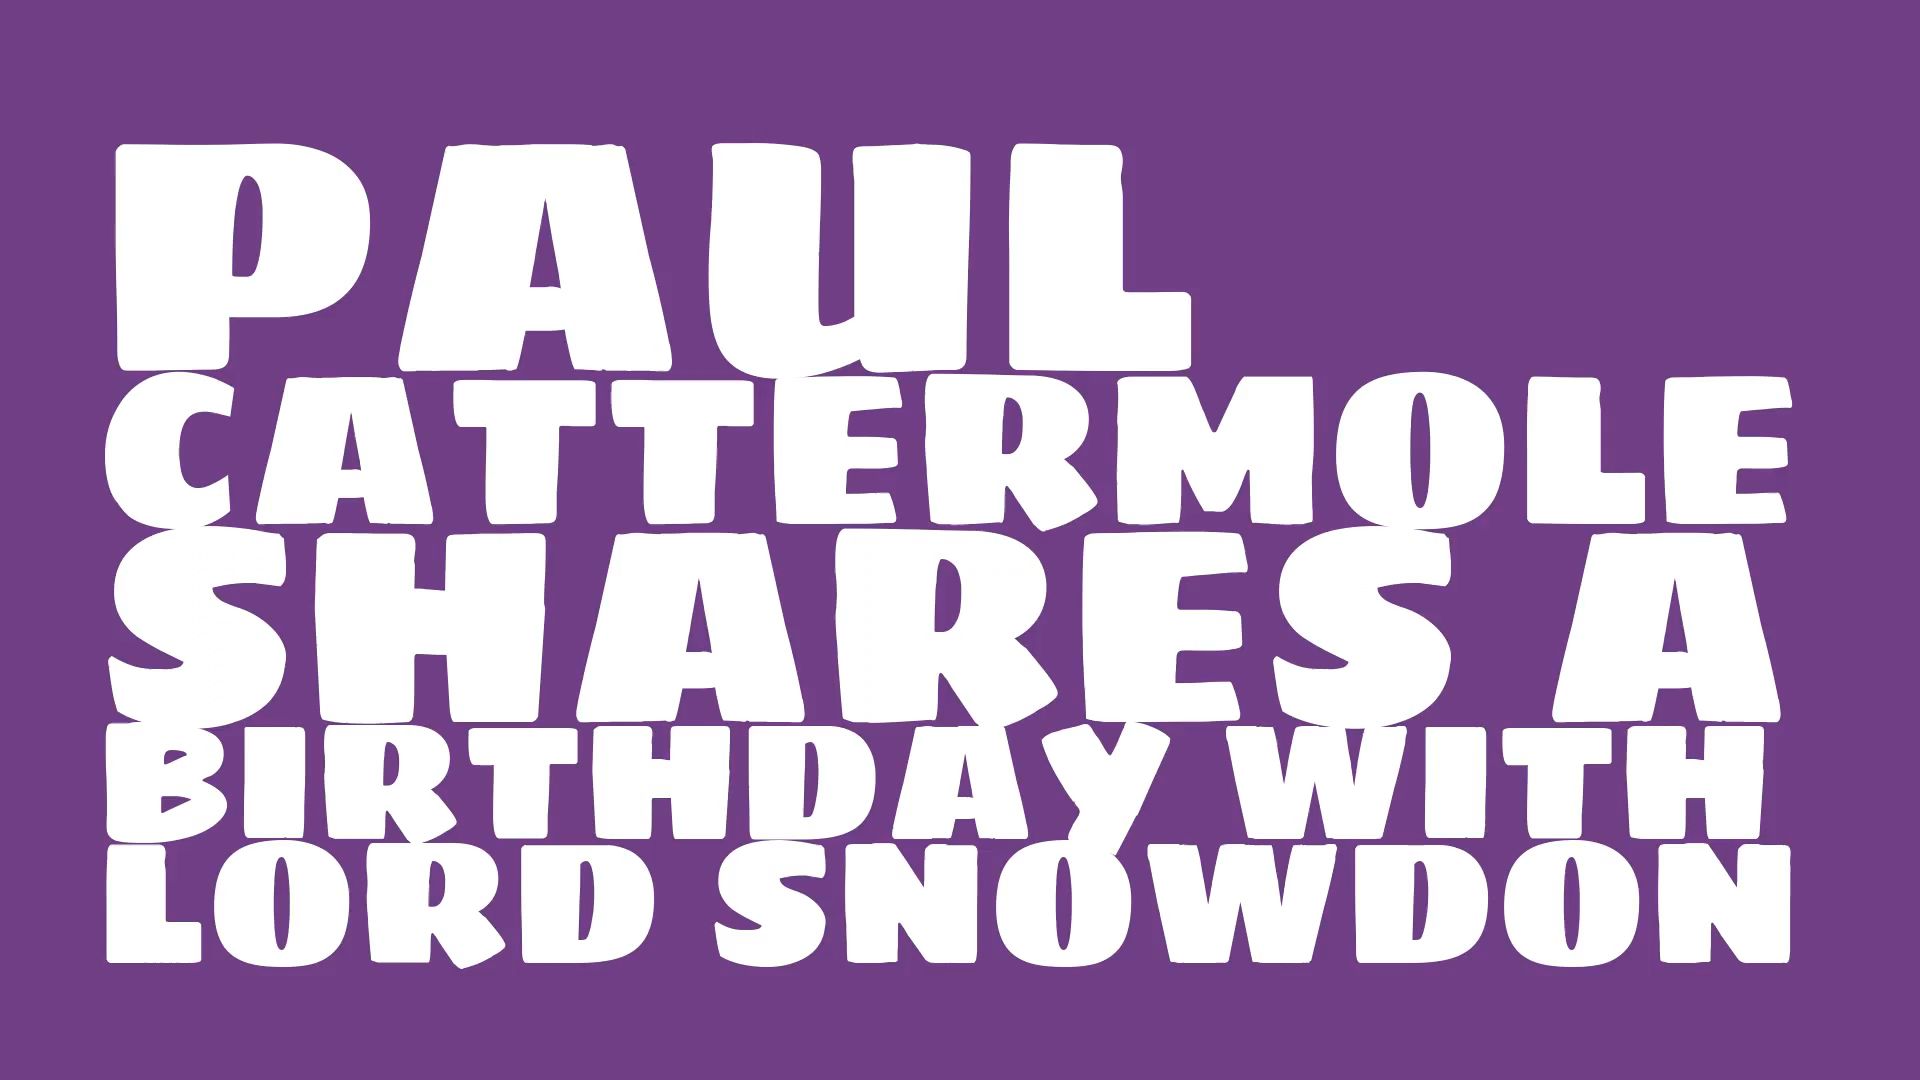 PAUL
CATTERMOLE
SHARES A
BIRTHDAY WITH
LORD SNOWDON